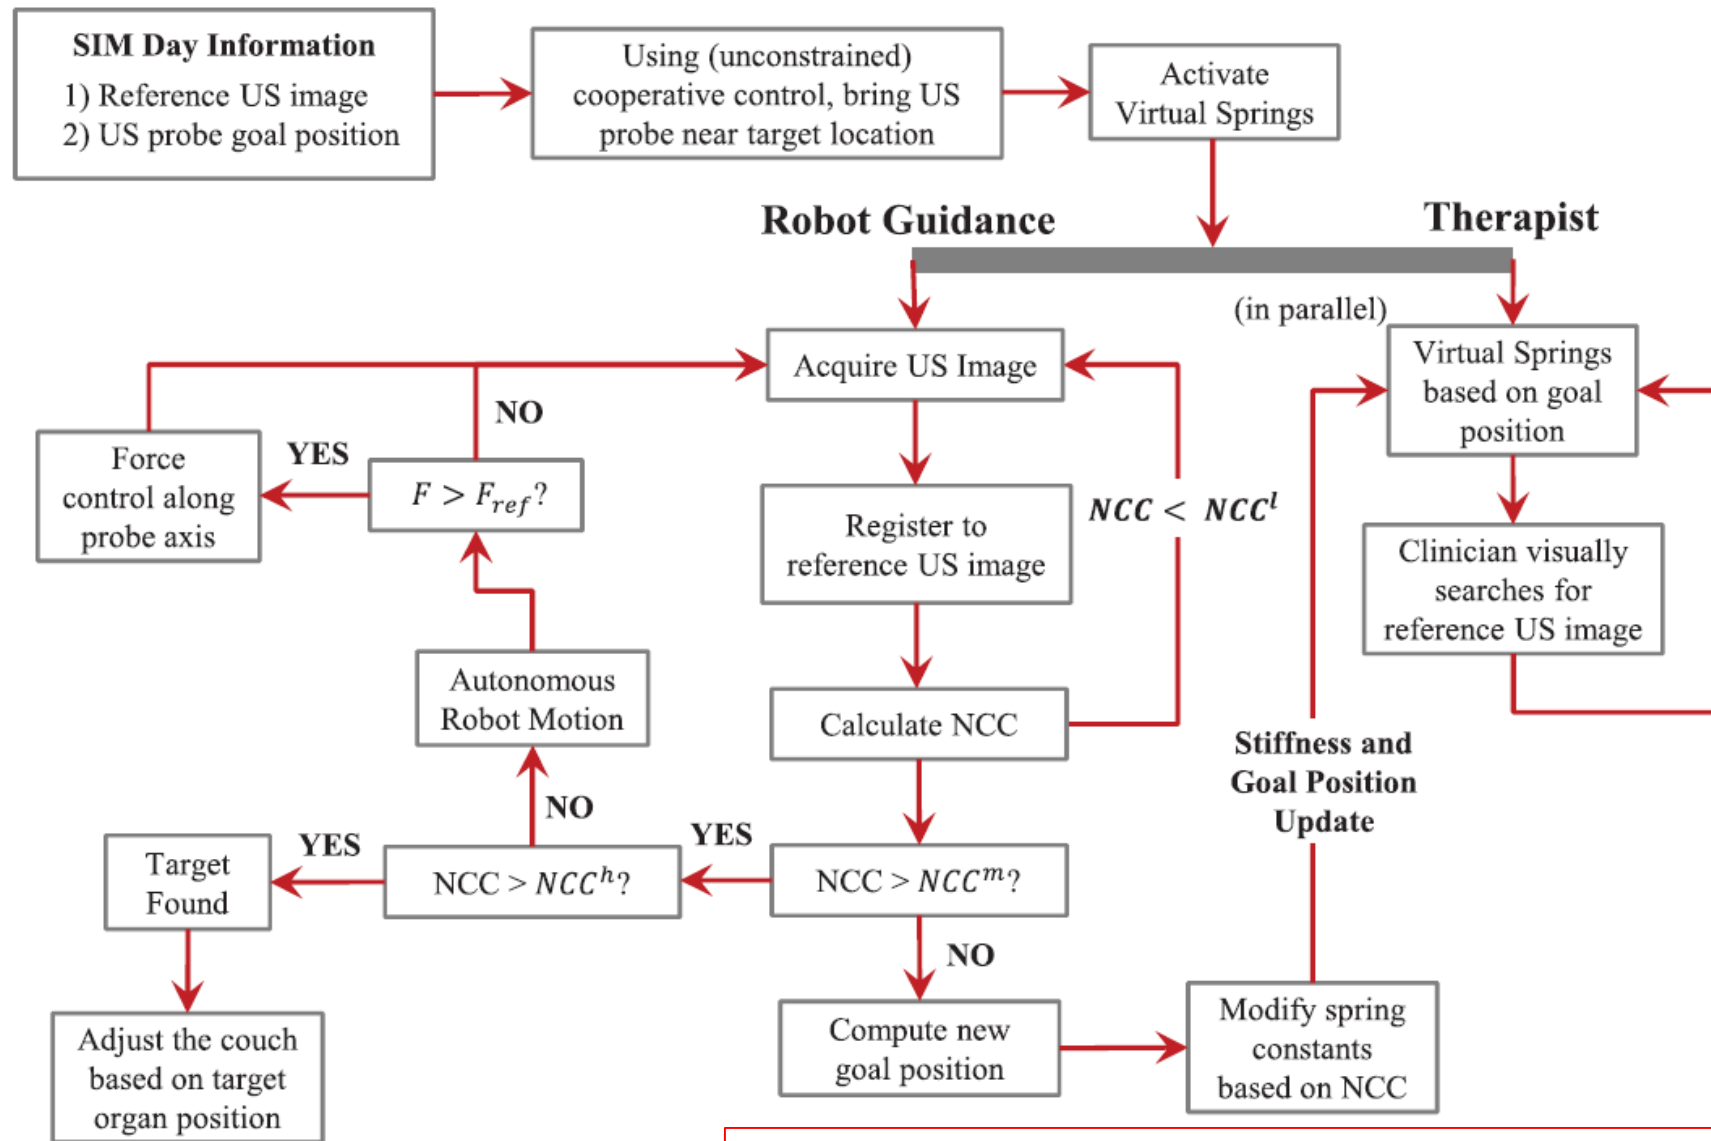 SIM Day Information
1) Reference US image
2) US probe goal position
Using (unconstrained)
cooperative control, bring US
probe near target location
Activate
Virtual Springs
Robot Guidance
Therapist
(in parallel)
Acquire US Image
Virtual Springs
based on goal
position
NO
YES
Force
control along
probe axis
F > F_ref?
Register to
reference US image
NCC < NCC^l
Clinician visually
searches for
reference US image
Autonomous
Robot Motion
Calculate NCC
Stiffness and
Goal Position
Update
NO
YES
YES
Target
Found
NCC > NCC^h?
NCC > NCC^m?
NO
Adjust the couch
based on target
organ position
Compute new
goal position
Modify spring
constants
based on NCC